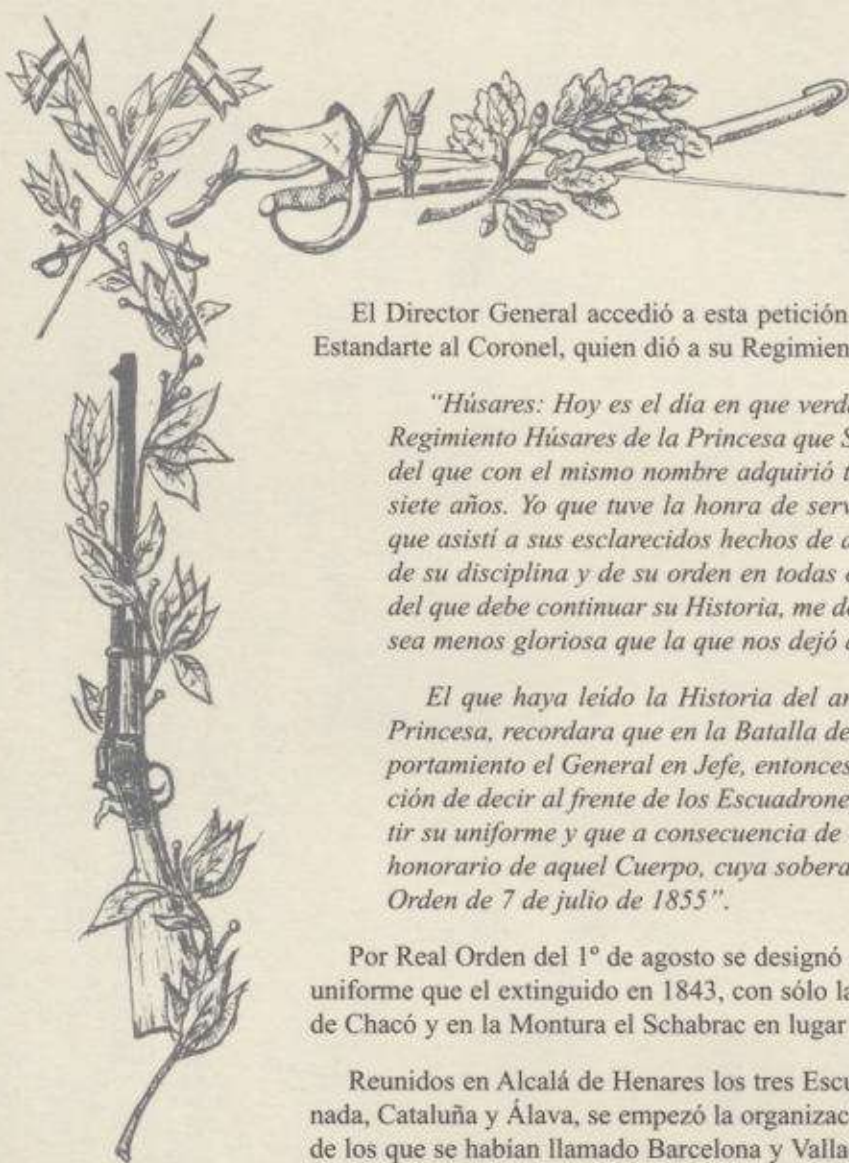 El Director General accedió a esta petición
Estandarte al Coronel, quien dió a su Regimien
"Húsares: Hoy es el día en que verda
Regimiento Húsares de la Princesa que S
del que con el mismo nombre adquirió t
siete años. Yo que tuve la honra de serv
que asistí a sus esclarecidos hechos de a
de su disciplina y de su orden en todas
del que debe continuar su Historia, me de
sea menos gloriosa que la que nos dejó
El que haya leído la Historia del an
Princesa, recordara que en la Batalla de
portamiento el General en Jefe, entonces
ción de decir al frente de los Escuadrone
tir su uniforme y que a consecuencia de
honorario de aquel Cuerpo, cuya sobera
Orden de 7 de julio de 1855".
Por Real Orden del 1º de agosto se designó
uniforme que el extinguido en 1843, con sólo la
de Chacó y en la Montura el Schabrac en lugar
Reunidos en Alcalá de Henares los tres Escu
nada, Cataluña y Álava, se empezó la organizac
de los que se habían llamado Barcelona y Valla